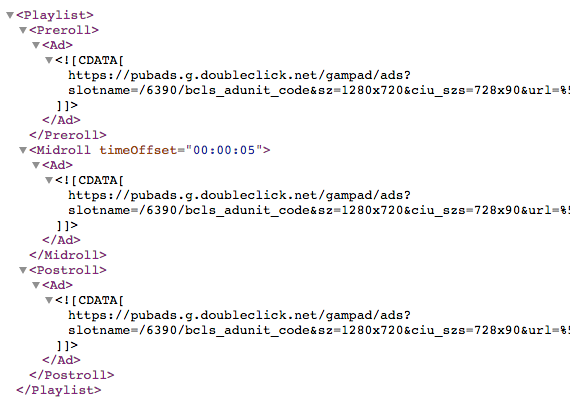 <Playlist>
<Preroll>
<Ad>
<![CDATA[
https://pubads.g.doubleclick.net/gampad/ads?
slotname=/6390/bcls_adunit_code&sz=1280x720&ciu_szs=728x90&url=%5
]]>
</Ad>
</Preroll>
<Midroll timeOffset="00:00:05">
<Ad>
<![CDATA[
https://pubads.g.doubleclick.net/gampad/ads?
slotname=/6390/bcls_adunit_code&sz=1280x720&ciu_szs=728x90&url=%5
]]>
</Ad>
</Midroll>
<Postroll>
<Ad>
<![CDATA[
https://pubads.g.doubleclick.net/gampad/ads?
slotname=/6390/bcls_adunit_code&sz=1280x720&ciu_szs=728x90&url=%5
]]>
</Ad>
</Postroll>
</Playlist>